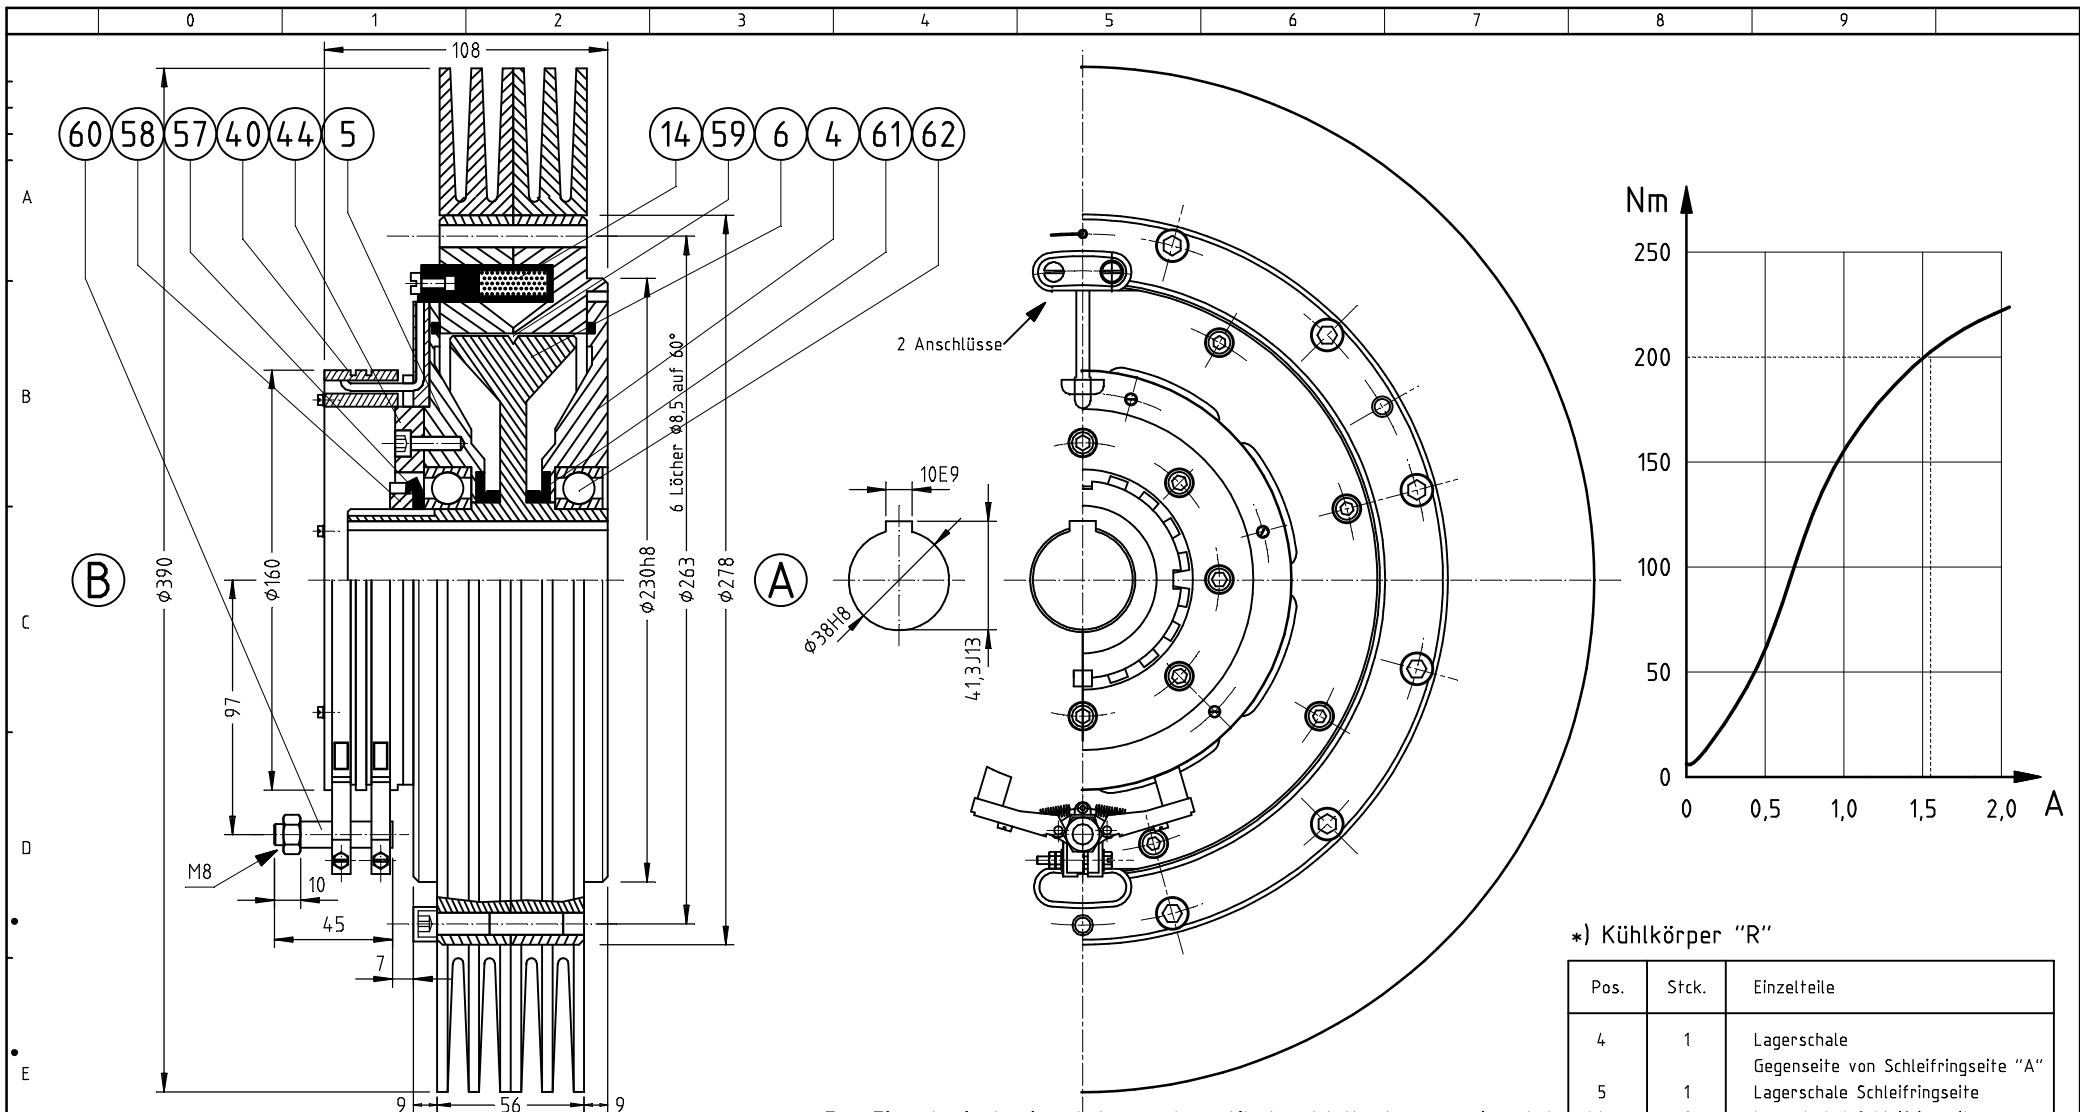 0 1 2 3 4 5 6 7 8 9
108
60 58 57 40 44 5
14 59 6 4 61 62
A
B
C
D
E
B
A
ϕ390
ϕ160
97
6 Löcher ϕ8,5 auf 60°
ϕ230h8
ϕ263
ϕ278
M8
10
45
7
9
56
9
10E9
ϕ38H8
41,3J13
2 Anschlüsse
Nm
250
200
150
100
50
0
0 0,5 1,0 1,5 2,0 A
*) Kühlkörper "R"
Pos. Stck. Einzelteile
4 1 Lagerschale
Gegenseite von Schleifringseite "A"
5 1 Lagerschale Schleifringseite